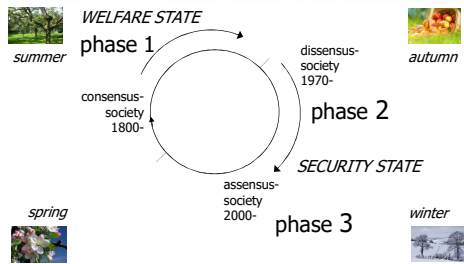 WELFARE STATE
phase 1
summer
dissensus-
society
1970-
autumn
consensus-
society
1800-
phase 2
SECURITY STATE
assensus-
society
2000-
phase 3
spring
winter